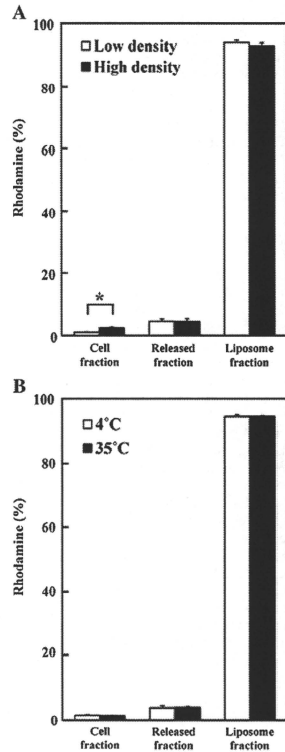 A
Low density
High density
Rhodamine (%)
100
80
60
40
20
0
*
Cell fraction
Released fraction
Liposome fraction
B
4°C
35°C
Rhodamine (%)
100
80
60
40
20
0
Cell fraction
Released fraction
Liposome fraction